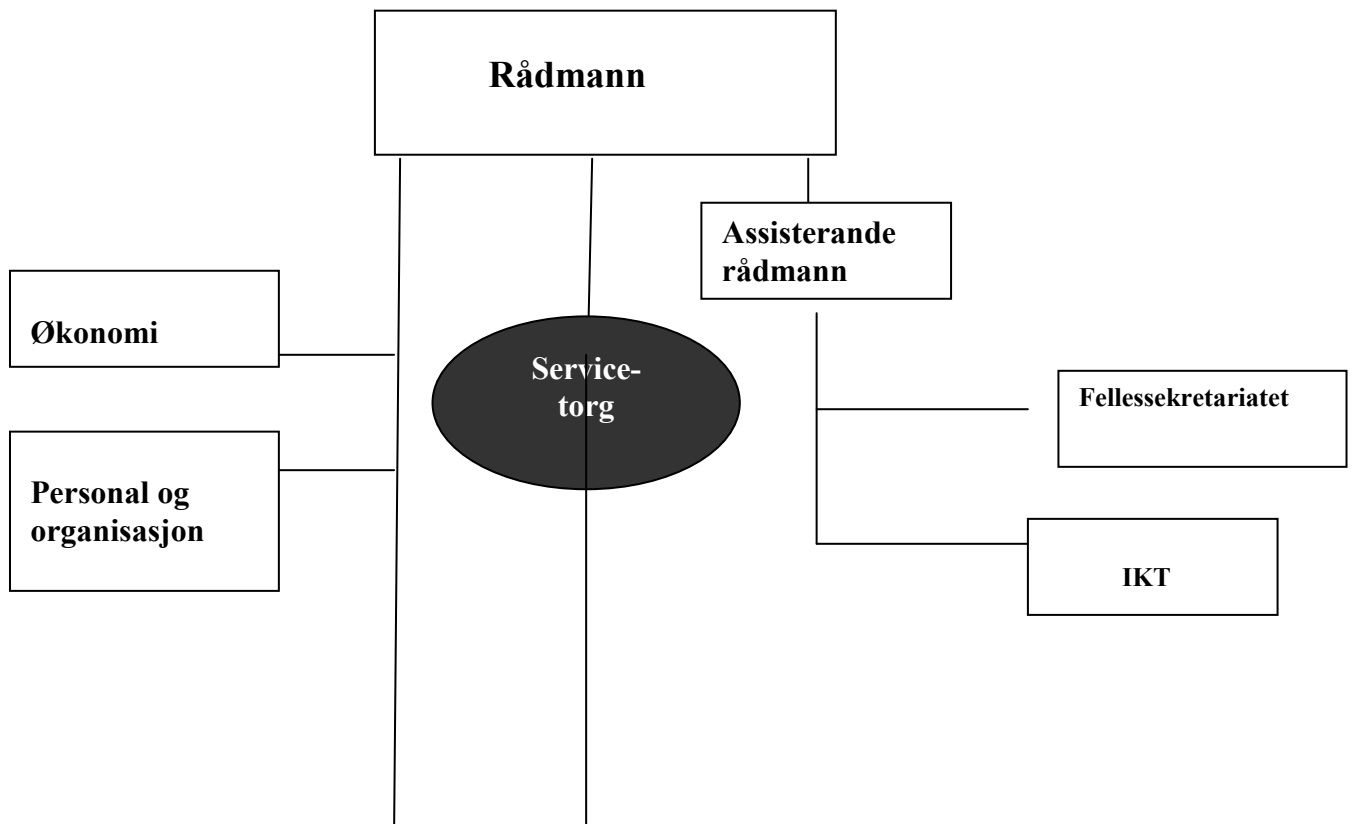 Rådmann
Assisterande
rådmann
Økonomi
Service-
torg
Fellessekretariatet
Personal og
organisasjon
IKT